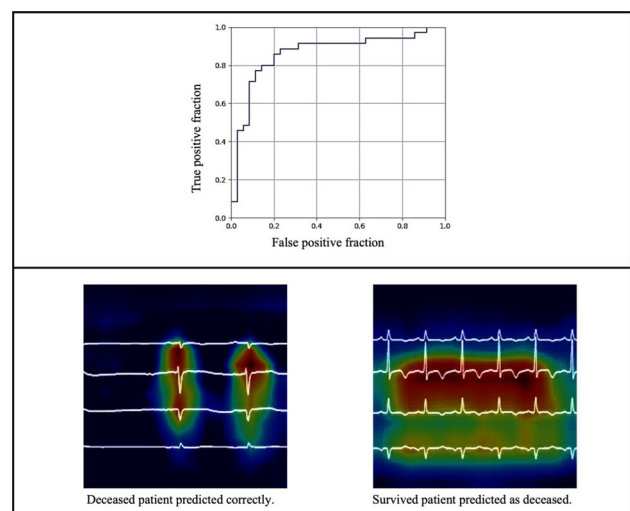 1.0
0.8
0.6
0.4
0.2
0.0
True positive fraction
0.0 0.2 0.4 0.6 0.8 1.0
False positive fraction
Deceased patient predicted correctly.
Survived patient predicted as deceased.